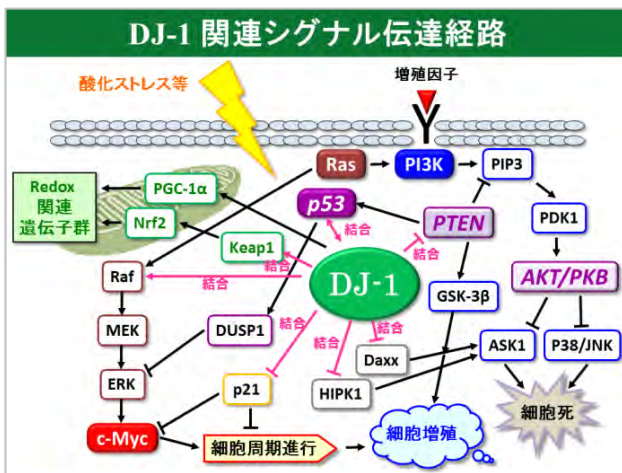 DJ-1 関連シグナル伝達経路
酸化ストレス等
増殖因子
Ras
PI3K
PIP3
Redox
関連
遺伝子群
PGC-1α
Nrf2
p53
PTEN
PDK1
結合
結合
Keap1
結合
Raf
結合
DJ-1
GSK-3β
AKT/PKB
MEK
DUSP1
結合
結合
結合
Daxx
ASK1
P38/JNK
ERK
p21
HIPK1
c-Myc
細胞周期進行
細胞増殖
細胞死